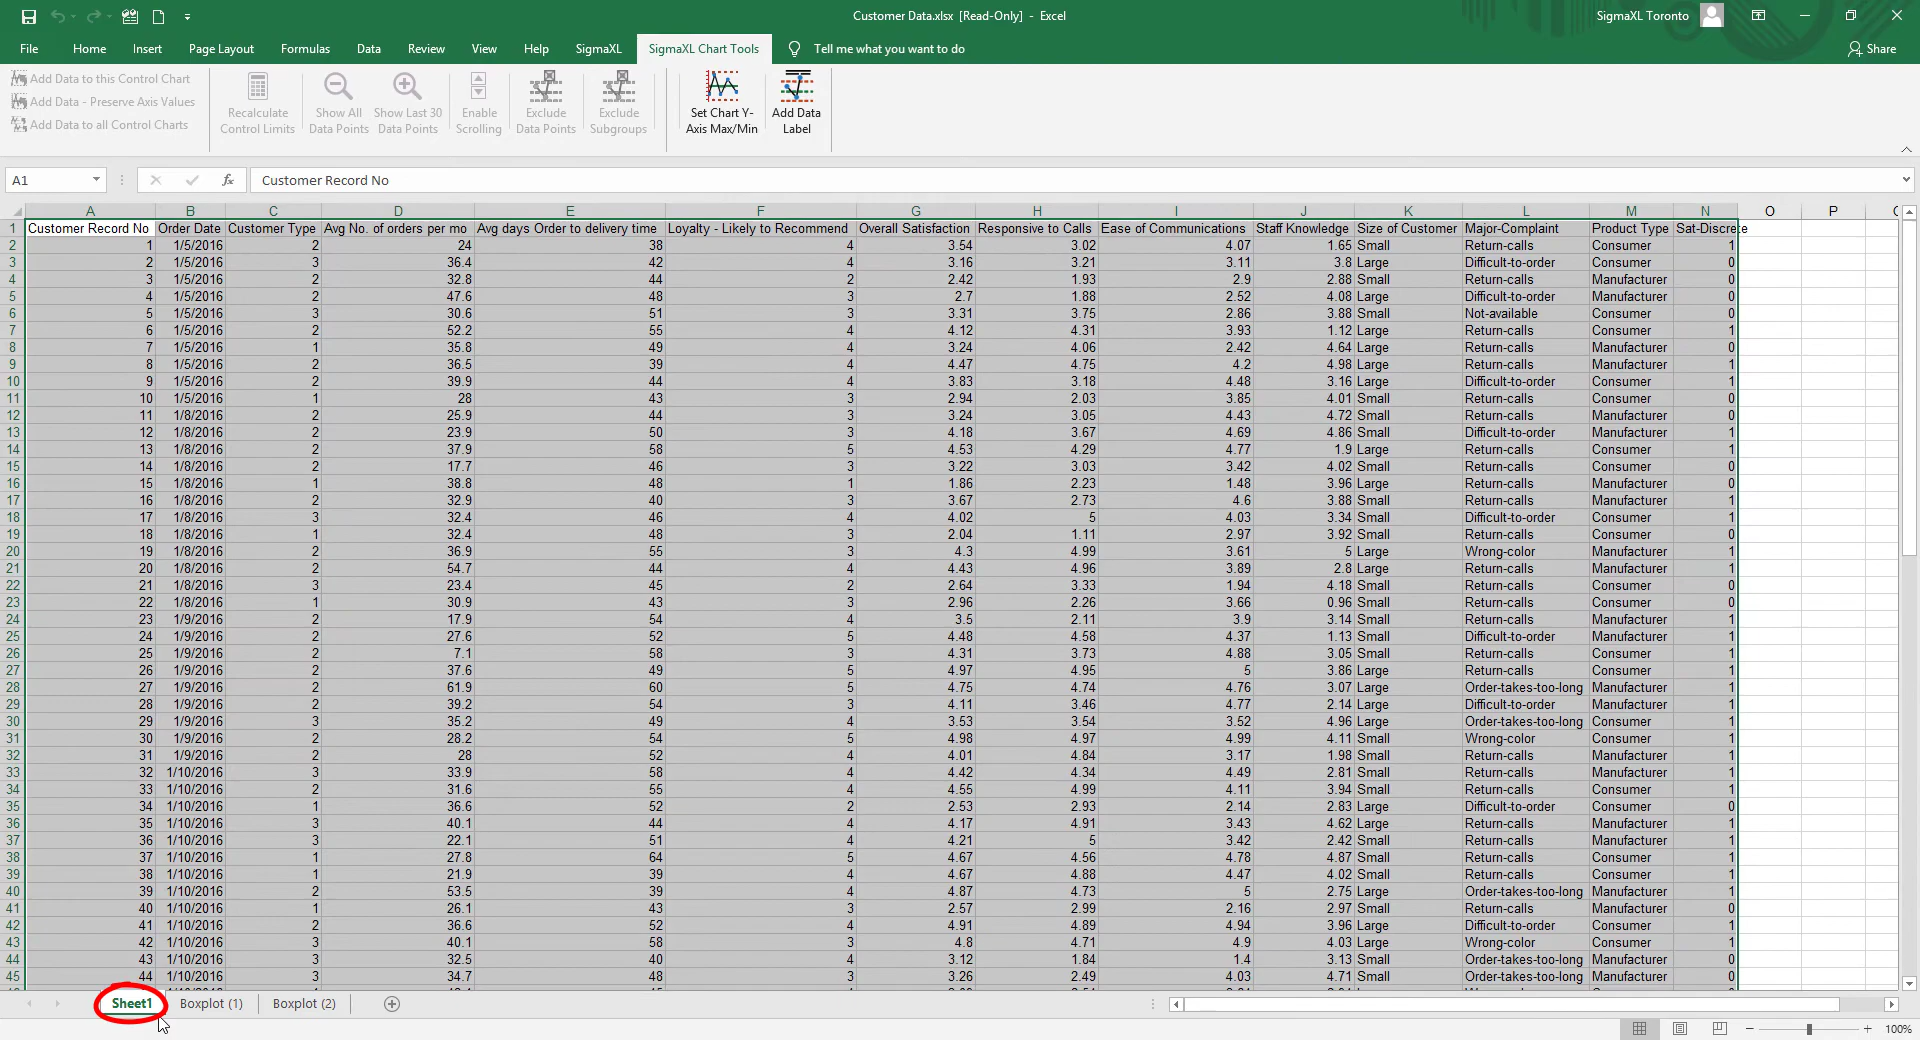 Customer Data.xlsx [Read-Only] - Excel
SigmaXL Toronto
File Home Insert Page Layout Formulas Data Review View Help SigmaXL SigmaXL Chart Tools Tell me what you want to do Share
Add Data to this Control Chart
Add Data - Preserve Axis Values
Add Data to all Control Charts
Recalculate
Control Limits
Show All
Data Points
Show Last 30
Data Points
Enable
Scrolling
Exclude
Data Points
Exclude
Subgroups
Set Chart Y-
Axis Max/Min
Add Data
Label
A1 fx Customer Record No
A B C D E F G H I J K L M N O P
1 Customer Record No Order Date Customer Type Avg No. of orders per mo Avg days Order to delivery time Loyalty - Likely to Recommend Overall Satisfaction Responsive to Calls Ease of Communications Staff Knowledge Size of Customer Major-Complaint Product Type Sat-Discrete
2 1 1/5/2016 2 24 38 4 3.54 3.02 4.07 1.65 Small Return-calls Consumer 1
3 2 1/5/2016 3 36.4 42 4 3.16 3.21 3.11 3.8 Large Difficult-to-order Consumer 0
4 3 1/5/2016 2 32.8 44 2 2.42 1.93 2.9 2.88 Small Return-calls Manufacturer 0
5 4 1/5/2016 2 47.6 48 3 2.7 1.88 2.52 4.08 Large Difficult-to-order Manufacturer 0
6 5 1/5/2016 3 30.6 51 3 3.31 3.75 2.86 3.88 Small Not-available Consumer 0
7 6 1/5/2016 2 52.2 55 4 4.12 4.31 3.93 1.12 Large Return-calls Consumer 1
8 7 1/5/2016 1 35.8 49 4 3.24 4.06 2.42 4.64 Large Return-calls Manufacturer 0
9 8 1/5/2016 2 36.5 39 4 4.47 4.75 4.2 4.98 Large Return-calls Manufacturer 1
10 9 1/5/2016 2 39.9 44 4 3.83 3.18 4.48 3.16 Large Difficult-to-order Consumer 1
11 10 1/5/2016 1 28 43 3 2.94 2.03 3.85 4.01 Small Return-calls Consumer 0
12 11 1/8/2016 2 25.9 44 3 3.24 3.05 4.43 4.72 Small Return-calls Manufacturer 0
13 12 1/8/2016 2 23.9 50 3 4.18 3.67 4.69 4.86 Small Difficult-to-order Manufacturer 1
14 13 1/8/2016 2 37.9 58 5 4.53 4.29 4.77 1.9 Large Return-calls Consumer 1
15 14 1/8/2016 2 17.7 46 3 3.22 3.03 3.42 4.02 Small Return-calls Consumer 0
16 15 1/8/2016 1 38.8 48 1 1.86 2.23 1.48 3.96 Large Return-calls Manufacturer 0
17 16 1/8/2016 2 32.9 40 3 3.67 2.73 4.6 3.88 Small Return-calls Manufacturer 1
18 17 1/8/2016 3 32.4 46 4 4.02 5 4.03 3.34 Small Difficult-to-order Consumer 1
19 18 1/8/2016 1 32.4 48 3 2.04 1.11 2.97 3.92 Small Return-calls Consumer 0
20 19 1/8/2016 2 36.9 55 3 4.3 4.99 3.61 5 Large Wrong-color Manufacturer 1
21 20 1/8/2016 2 54.7 44 4 4.43 4.96 3.89 2.8 Large Return-calls Manufacturer 1
22 21 1/8/2016 3 23.4 45 2 2.64 3.33 1.94 4.18 Small Return-calls Consumer 0
23 22 1/8/2016 1 30.9 43 3 2.96 2.26 3.66 0.96 Small Return-calls Consumer 0
24 23 1/9/2016 2 17.9 54 4 3.5 2.11 3.9 3.14 Small Return-calls Manufacturer 1
25 24 1/9/2016 2 27.6 52 5 4.48 4.58 4.37 1.13 Small Difficult-to-order Manufacturer 1
26 25 1/9/2016 2 7.1 58 3 4.31 3.73 4.88 3.05 Small Return-calls Consumer 1
27 26 1/9/2016 2 37.6 49 5 4.97 4.95 5 3.86 Large Return-calls Consumer 1
28 27 1/9/2016 2 61.9 60 5 4.75 4.74 4.76 3.07 Large Order-takes-too-long Manufacturer 1
29 28 1/9/2016 2 39.2 54 3 4.11 3.46 4.77 2.14 Large Difficult-to-order Manufacturer 1
30 29 1/9/2016 3 35.2 49 4 3.53 3.54 3.52 4.96 Large Order-takes-too-long Consumer 1
31 30 1/9/2016 2 28.2 54 5 4.98 4.97 4.99 4.11 Small Wrong-color Consumer 1
32 31 1/9/2016 2 28 52 4 4.01 4.84 3.17 1.98 Small Return-calls Manufacturer 1
33 32 1/10/2016 3 33.9 58 4 4.42 4.34 4.49 2.81 Small Return-calls Manufacturer 1
34 33 1/10/2016 2 31.6 55 4 4.55 4.99 4.11 3.94 Small Return-calls Consumer 1
35 34 1/10/2016 1 36.6 52 2 2.53 2.93 2.14 2.83 Large Difficult-to-order Consumer 0
36 35 1/10/2016 3 40.1 44 4 4.17 4.91 3.43 4.62 Large Return-calls Manufacturer 1
37 36 1/10/2016 3 22.1 51 4 4.21 5 3.42 2.42 Small Return-calls Manufacturer 1
38 37 1/10/2016 1 27.8 64 5 4.67 4.56 4.78 4.87 Small Return-calls Consumer 1
39 38 1/10/2016 1 21.9 39 4 4.67 4.88 4.47 4.02 Small Return-calls Consumer 1
40 39 1/10/2016 2 53.5 39 4 4.87 4.73 5 2.75 Large Order-takes-too-long Manufacturer 1
41 40 1/10/2016 1 26.1 43 3 2.57 2.99 2.16 2.97 Small Return-calls Manufacturer 0
42 41 1/10/2016 2 36.6 52 4 4.91 4.89 4.94 3.96 Large Difficult-to-order Consumer 1
43 42 1/10/2016 3 40.1 58 3 4.8 4.71 4.9 4.03 Large Wrong-color Consumer 1
44 43 1/10/2016 3 32.5 40 4 3.12 1.84 1.4 3.13 Small Order-takes-too-long Manufacturer 0
45 44 1/10/2016 3 34.7 48 3 3.26 2.49 4.03 4.71 Small Order-takes-too-long Manufacturer 0
Sheet1 Boxplot (1) Boxplot (2)
100%